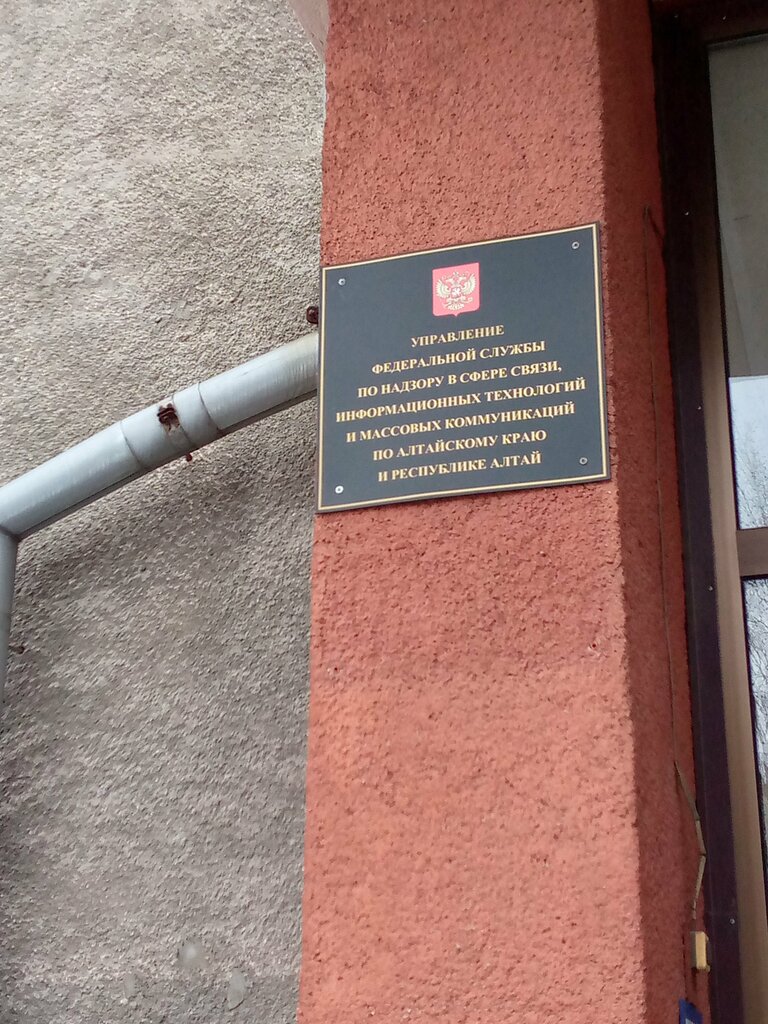 УПРАВЛЕНИЕ
ФЕДЕРАЛЬНОЙ СЛУЖБЫ
ПО НАДЗОРУ В СФЕРЕ СВЯЗИ,
ИНФОРМАЦИОННЫХ ТЕХНОЛОГИЙ
И МАССОВЫХ КОММУНИКАЦИЙ
ПО АЛТАЙСКОМУ КРАЮ
И РЕСПУБЛИКЕ АЛТАЙ